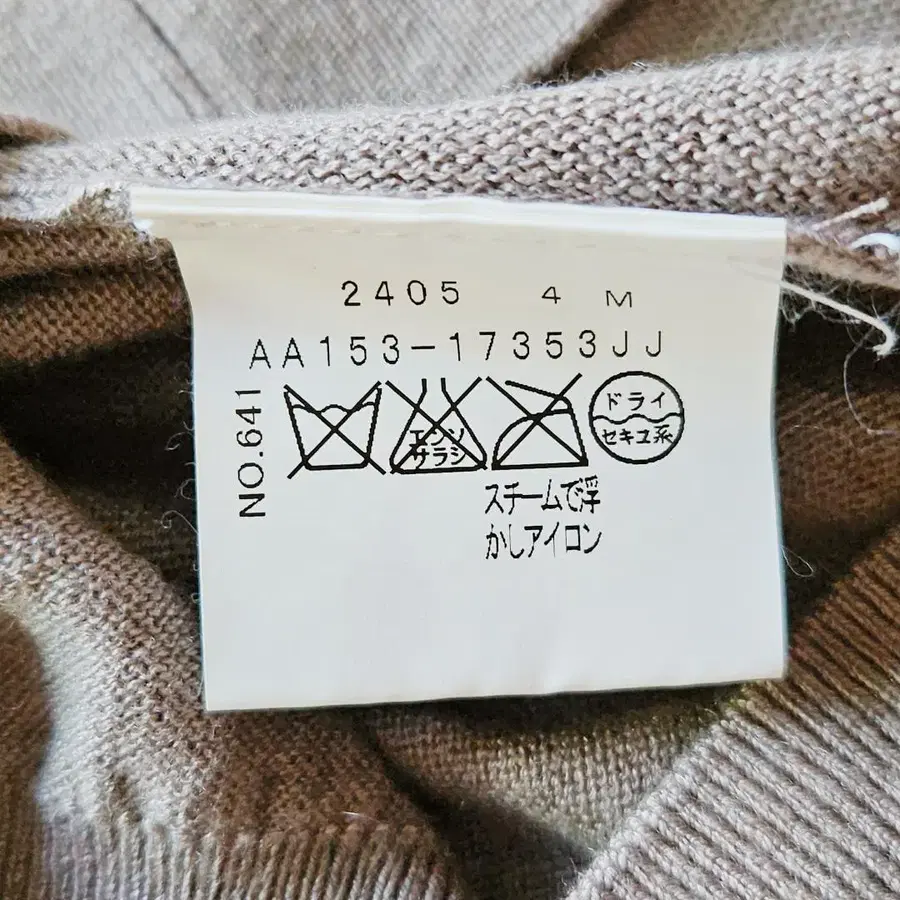 2405 4 M
AA153-17353JJ
NO.641
エンソ
サラシ
ドライ
セキユ系
スチームで浮
かしアイロン